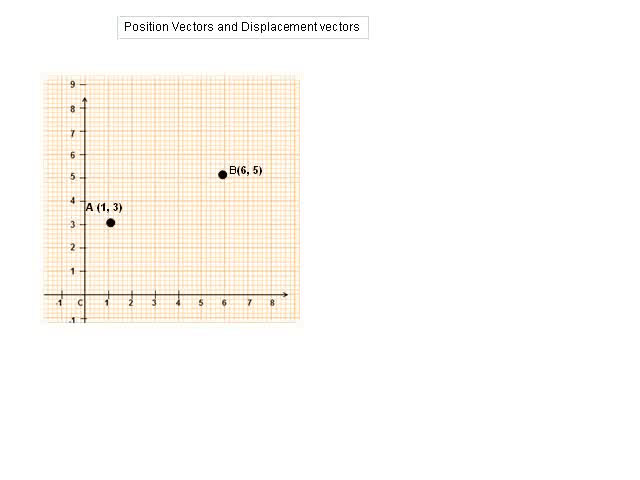 Position Vectors and Displacement vectors
9
8
7
6
B(6, 5)
5
4
A (1, 3)
3
2
1
-1 C 1 2 3 4 5 6 7 8
-1